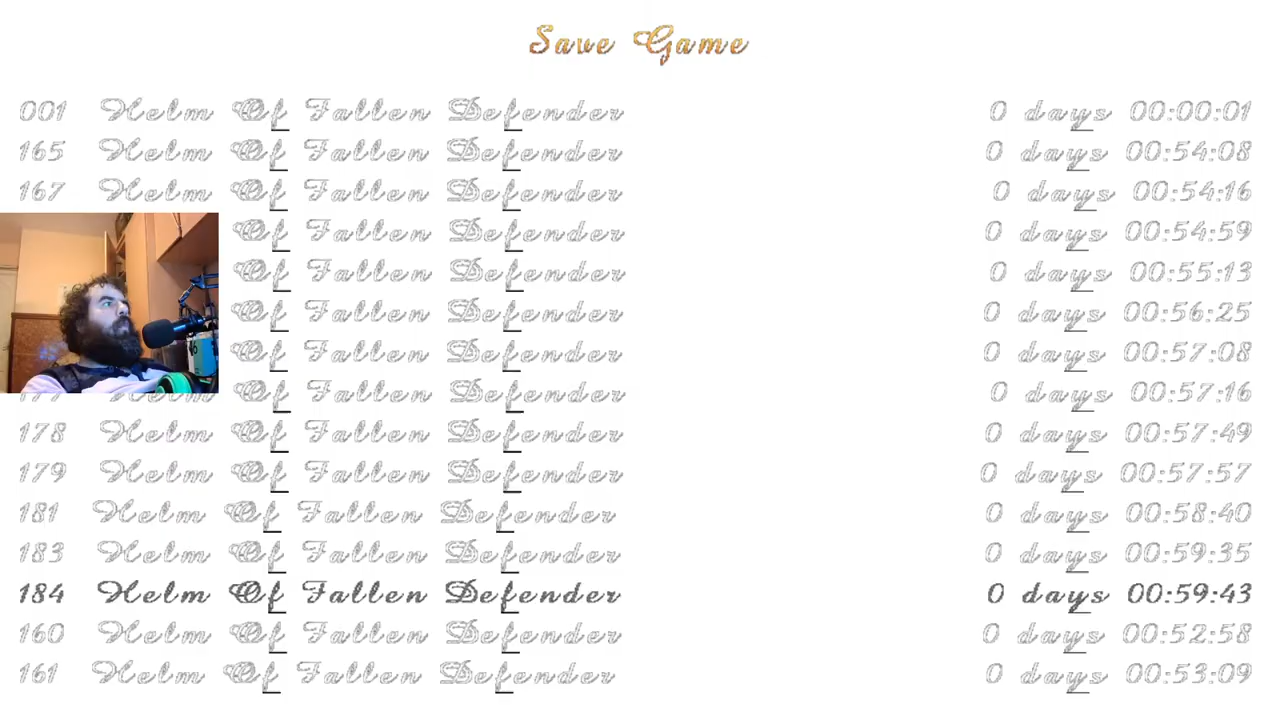 Save Game
001 Helm Of Fallen Defender 0 days 00:00:01
165 Helm Of Fallen Defender 0 days 00:54:08
167 Helm Of Fallen Defender 0 days 00:54:16
Of Fallen Defender 0 days 00:54:59
Of Fallen Defender 0 days 00:55:13
Of Fallen Defender 0 days 00:56:25
Of Fallen Defender 0 days 00:57:08
Helm Of Fallen Defender 0 days 00:57:16
178 Helm Of Fallen Defender 0 days 00:57:49
179 Helm Of Fallen Defender 0 days 00:57:57
181 Helm Of Fallen Defender 0 days 00:58:40
183 Helm Of Fallen Defender 0 days 00:59:35
184 Helm Of Fallen Defender 0 days 00:59:43
160 Helm Of Fallen Defender 0 days 00:52:58
161 Helm Of Fallen Defender 0 days 00:53:09